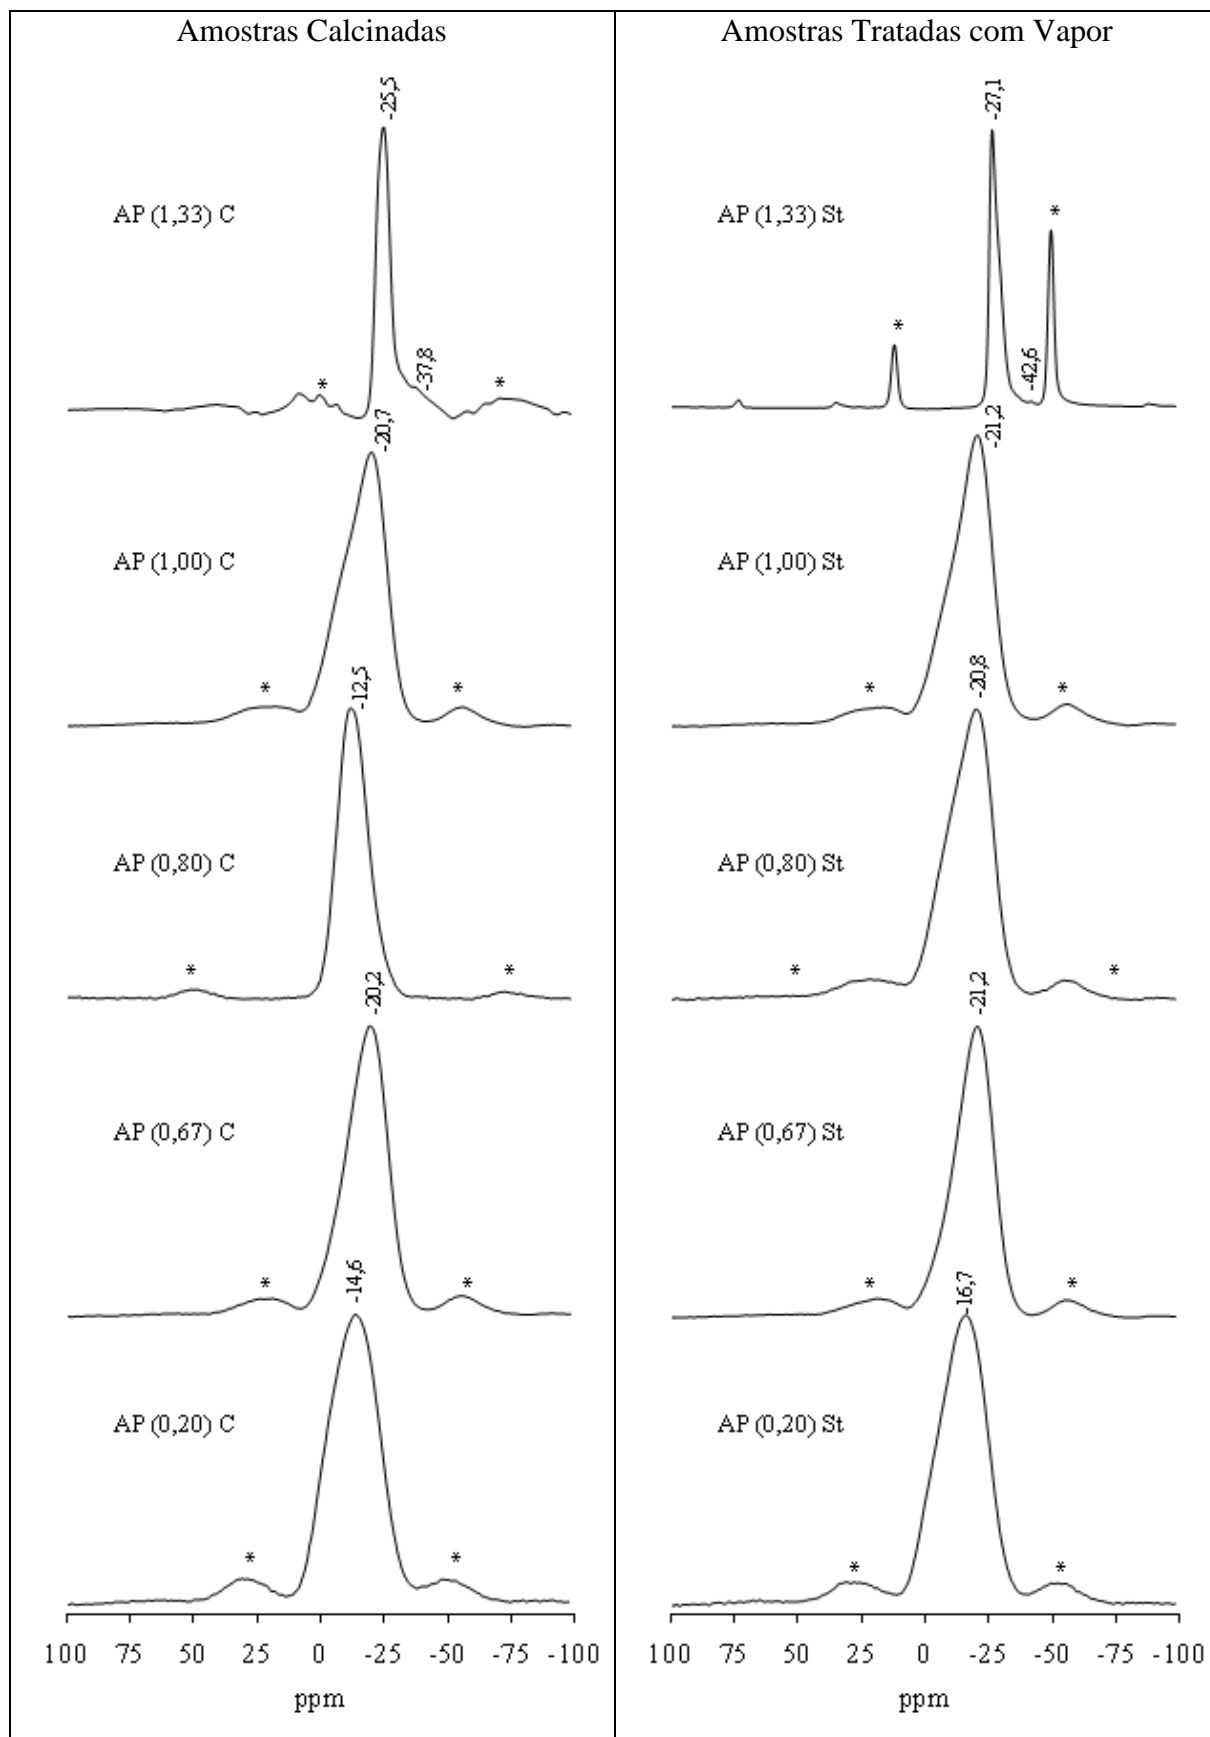 Amostras Calcinadas
-25,5
AP (1,33) C
*
-37,8
*
-20,7
AP (1,00) C
*
*
-12,5
AP (0,80) C
*
*
-20,2
AP (0,67) C
*
*
-14,6
AP (0,20) C
*
*
100 75 50 25 0 -25 -50 -75 -100
ppm
Amostras Tratadas com Vapor
-27,1
AP (1,33) St
*
*
-42,6
-21,2
AP (1,00) St
*
*
-20,8
AP (0,80) St
*
*
-21,2
AP (0,67) St
*
*
-16,7
AP (0,20) St
*
*
100 75 50 25 0 -25 -50 -75 -100
ppm